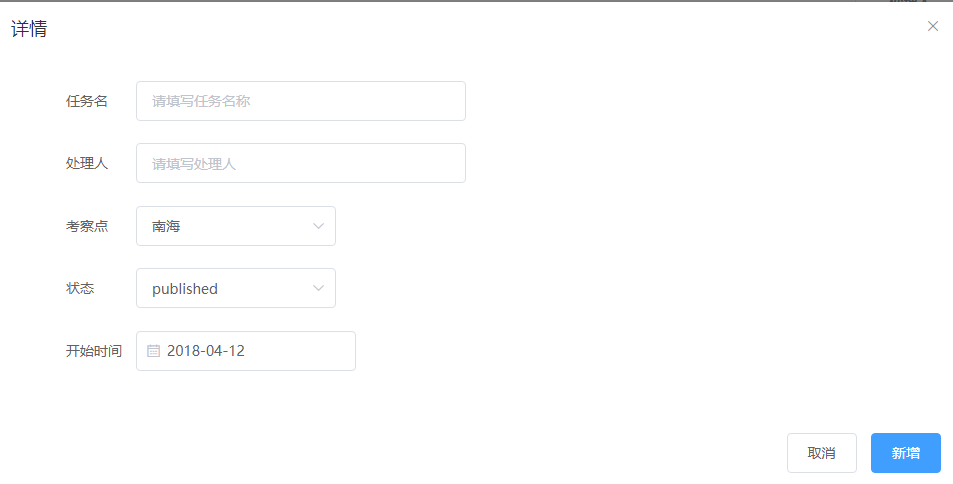 详情
任务名
请填写任务名称
处理人
请填写处理人
考察点
南海
状态
published
开始时间
2018-04-12
取消
新增